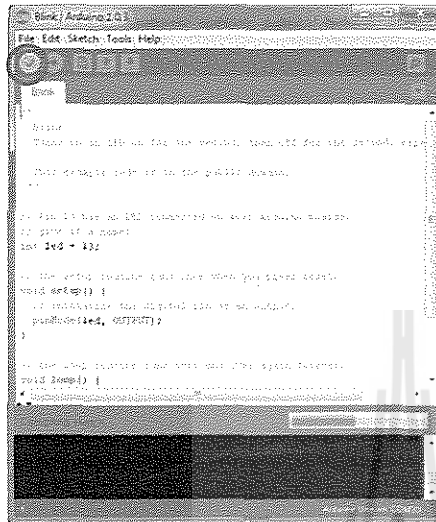 Blink | Arduino 1.0.3
File Edit Sketch Tools Help
Blink
Blink
Turns on an LED on for one second, then off for one second,
This example code is in the public domain.
// Pin 13 has an LED connected on most Arduino boards.
// give it a name:
int led = 13;
// the setup routine runs once when you press reset:
void setup() {
// initialize the digital pin as an output.
pinMode(led, OUTPUT);
}
// the loop routine runs over and over again forever:
void loop() {